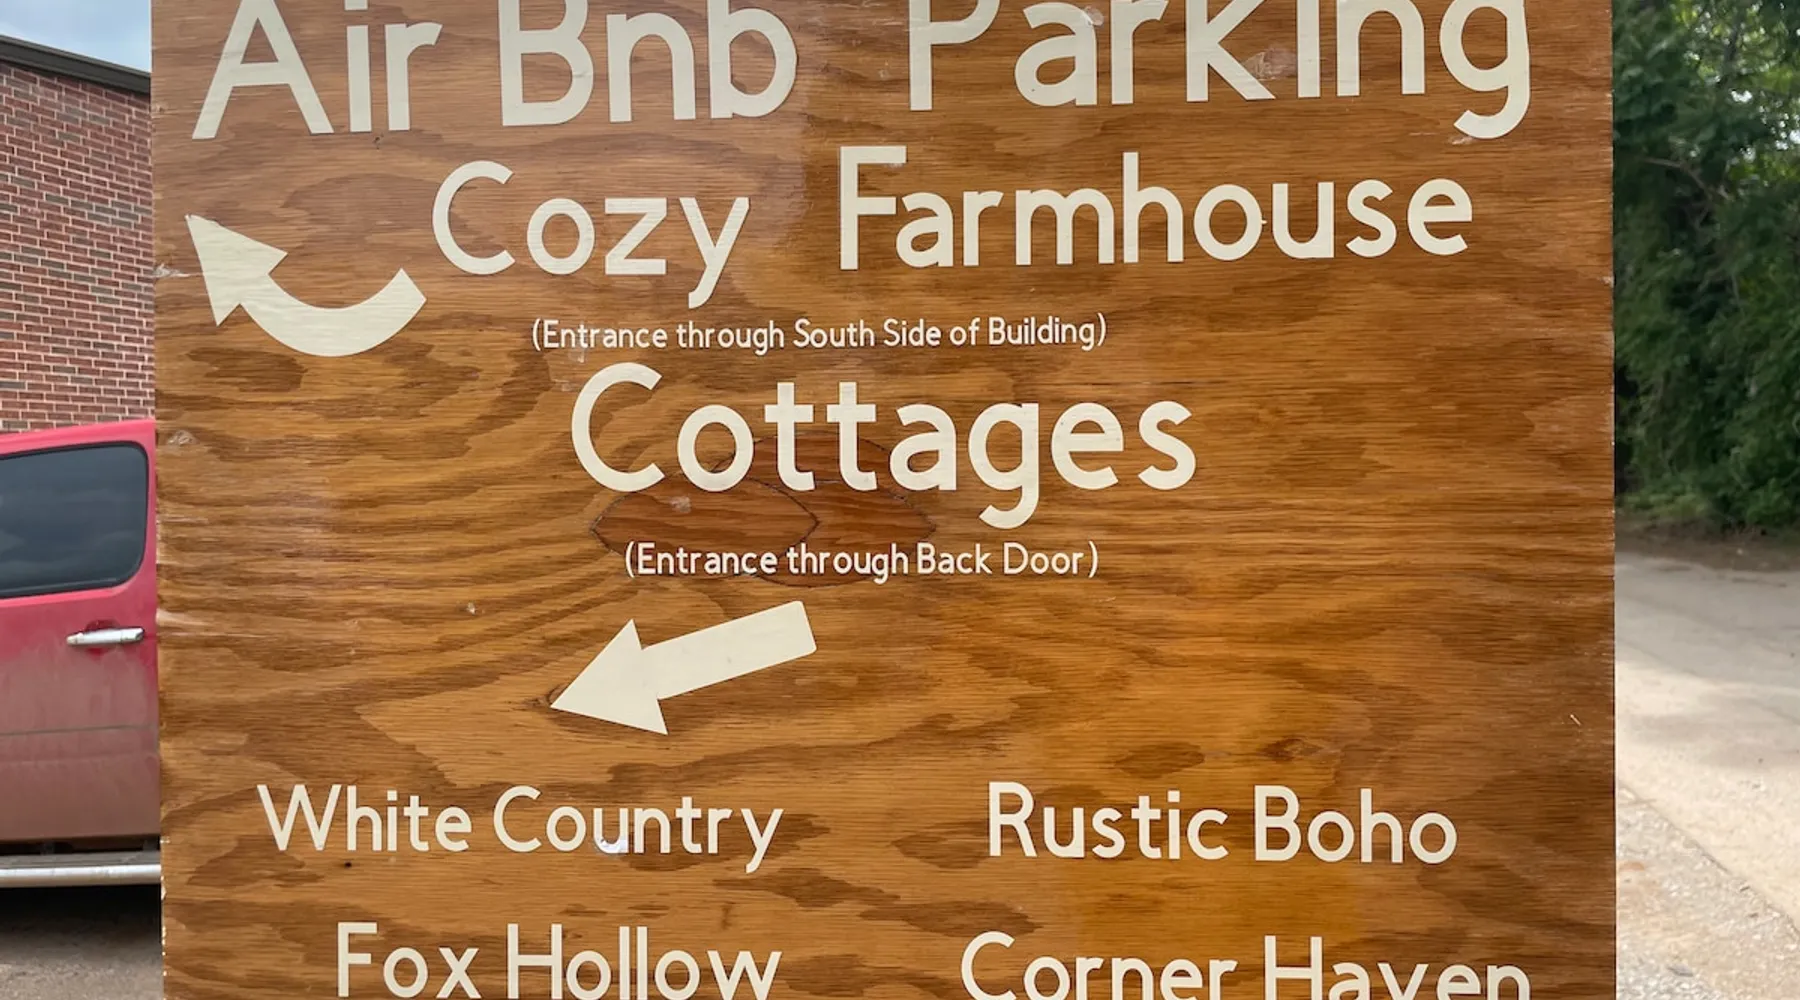 Air Bnb Parking
Cozy Farmhouse
(Entrance through South Side of Building)
Cottages
(Entrance through Back Door)
White Country Rustic Boho
Fox Hollow Corner Haven